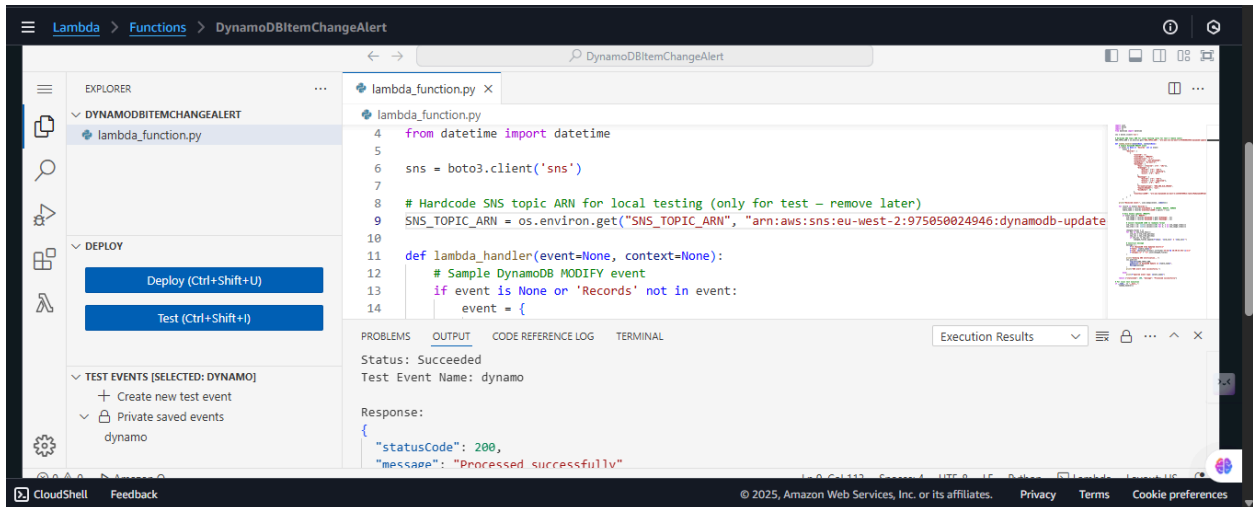 Lambda > Functions > DynamoDBItemChangeAlert
DynamoDBItemChangeAlert
EXPLORER
DYNAMODBITEMCHANGEALERT
lambda_function.py
DEPLOY
Deploy (Ctrl+Shift+U)
Test (Ctrl+Shift+I)
TEST EVENTS [SELECTED: DYNAMO]
+ Create new test event
Private saved events
dynamo
lambda_function.py
lambda_function.py
4 from datetime import datetime
5
6 sns = boto3.client('sns')
7
8 # Hardcode SNS topic ARN for local testing (only for test — remove later)
9 SNS_TOPIC_ARN = os.environ.get("SNS_TOPIC_ARN", "arn:aws:sns:eu-west-2:975050024946:dynamodb-update
10
11 def lambda_handler(event=None, context=None):
12 # Sample DynamoDB MODIFY event
13 if event is None or 'Records' not in event:
14 event = {
PROBLEMS OUTPUT CODE REFERENCE LOG TERMINAL
Execution Results
Status: Succeeded
Test Event Name: dynamo
Response:
{
"statusCode": 200,
"message": "Processed successfully"
CloudShell Feedback
© 2025, Amazon Web Services, Inc. or its affiliates. Privacy Terms Cookie preferences